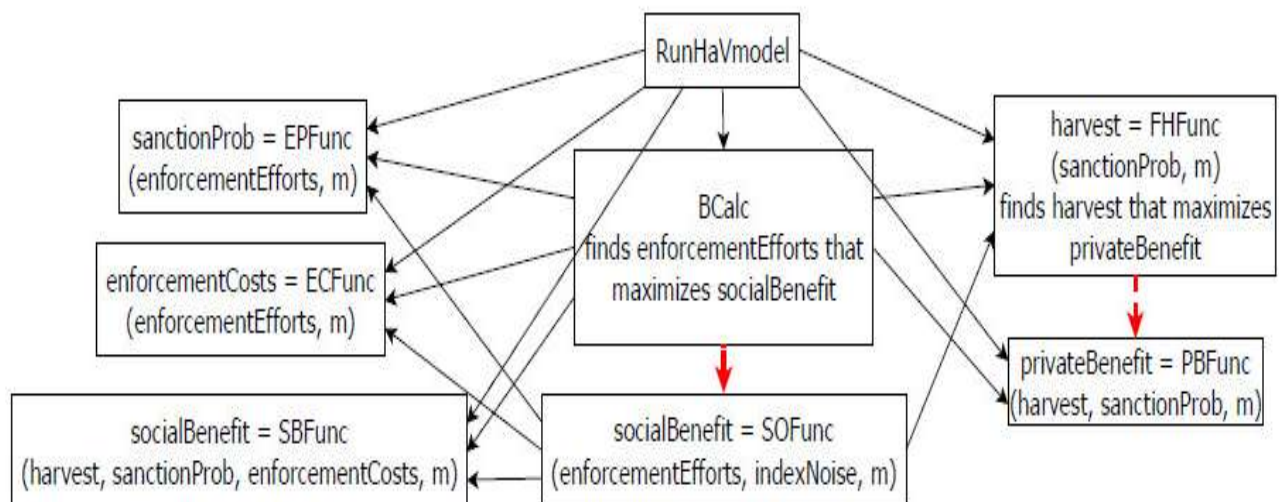 RunHaVmodel
sanctionProb = EPFunc
(enforcementEfforts, m)
harvest = FHFunc
(sanctionProb, m)
finds harvest that maximizes
privateBenefit
BCalc
finds enforcementEfforts that
maximizes socialBenefit
enforcementCosts = ECFunc
(enforcementEfforts, m)
privateBenefit = PBFunc
(harvest, sanctionProb, m)
socialBenefit = SBFunc
(harvest, sanctionProb, enforcementCosts, m)
socialBenefit = SOFunc
(enforcementEfforts, indexNoise, m)